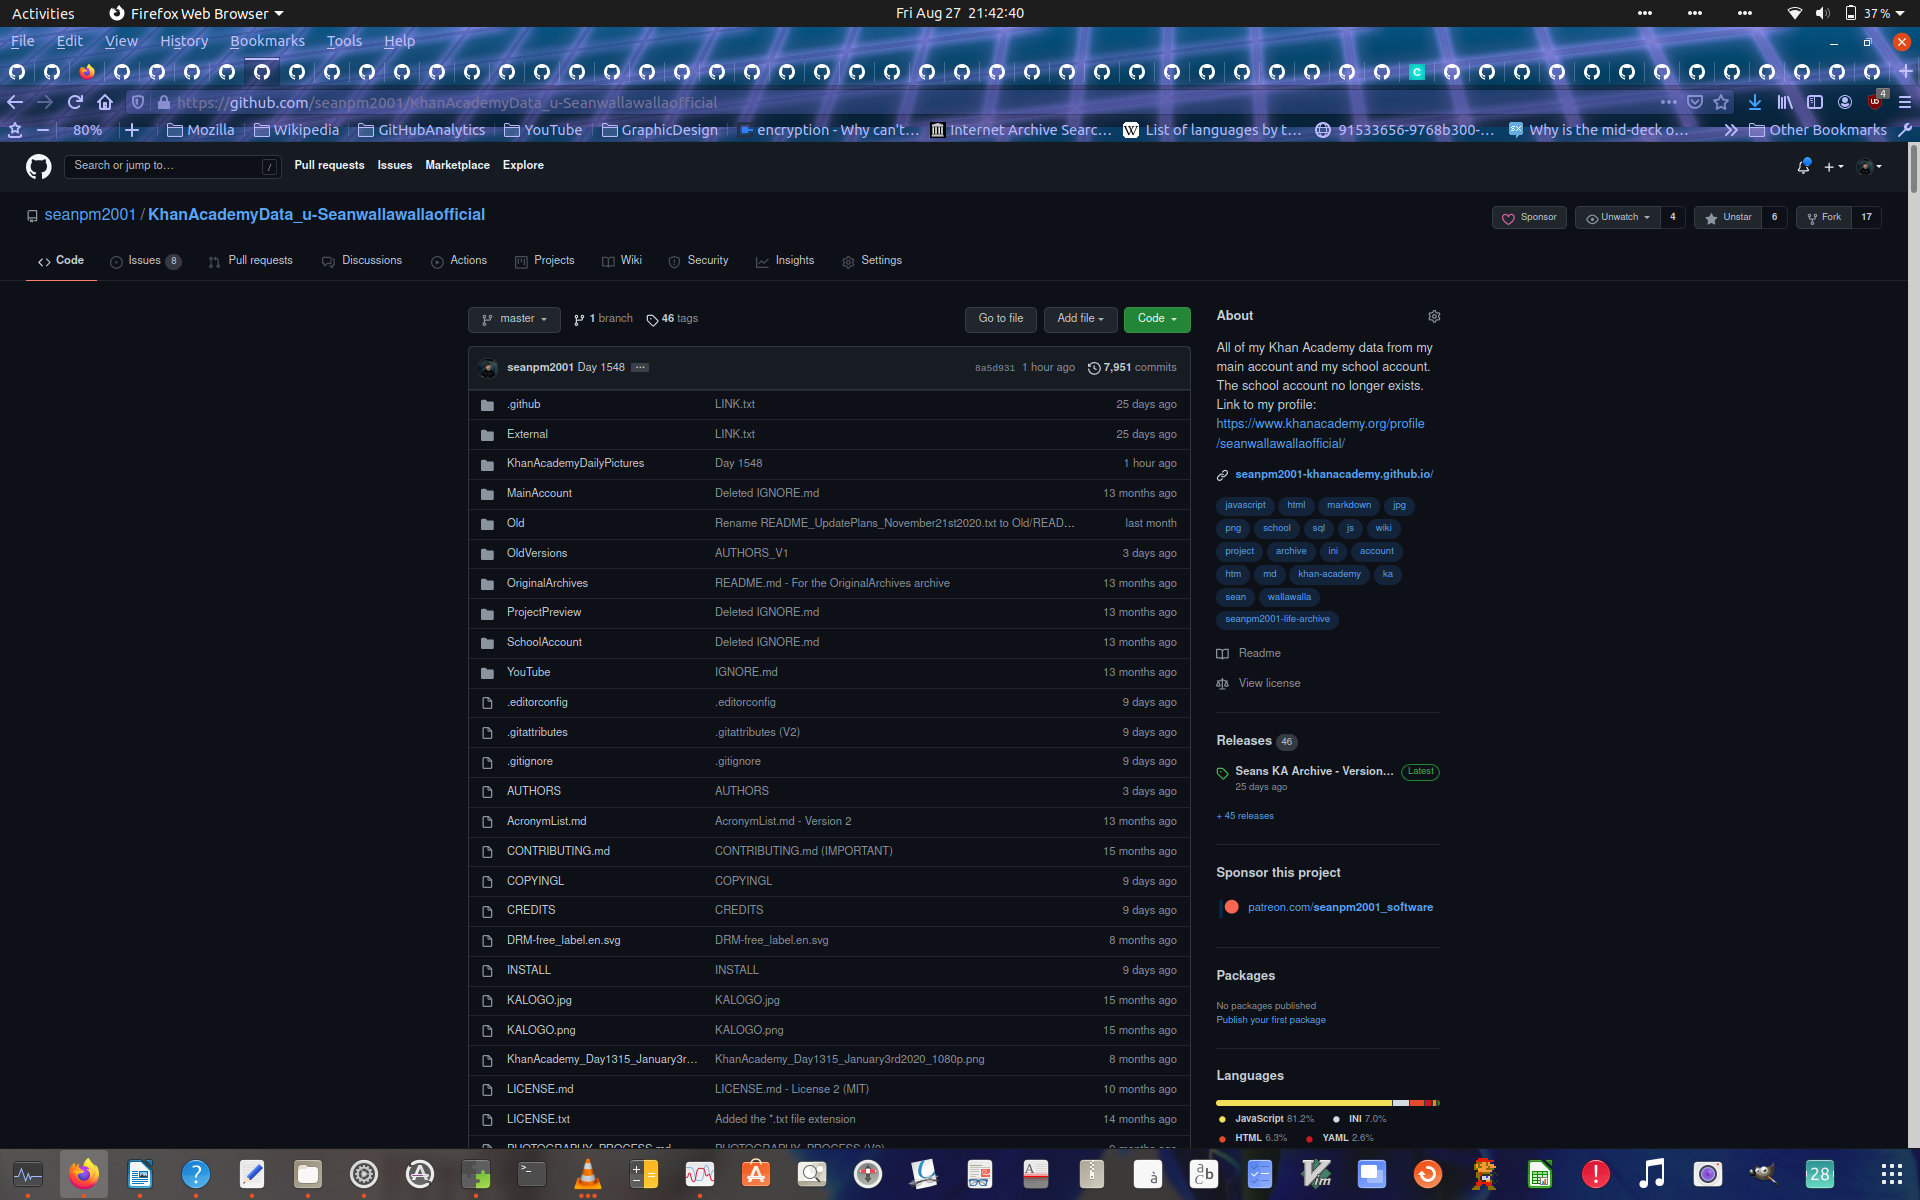 Activities Firefox Web Browser Fri Aug 27 21:42:40 37 %
File Edit View History Bookmarks Tools Help
https://github.com/seanpm2001/KhanAcademyData_u-Seanwallawallaofficial 4
80% Mozilla Wikipedia GitHubAnalytics YouTube GraphicDesign encryption - Why can't… Internet Archive Searc… List of languages by t… 91533656-9768b300-… Why is the mid-deck o… Other Bookmarks
Search or jump to… / Pull requests Issues Marketplace Explore
seanpm2001 / KhanAcademyData_u-Seanwallawallaofficial Sponsor Unwatch 4 Unstar 6 Fork 17
Code Issues 8 Pull requests Discussions Actions Projects Wiki Security Insights Settings
master 1 branch 46 tags Go to file Add file Code
seanpm2001 Day 1548 ... 8a5d931 1 hour ago 7,951 commits
.github LINK.txt 25 days ago
External LINK.txt 25 days ago
KhanAcademyDailyPictures Day 1548 1 hour ago
MainAccount Deleted IGNORE.md 13 months ago
Old Rename README_UpdatePlans_November21st2020.txt to Old/READ… last month
OldVersions AUTHORS_V1 3 days ago
OriginalArchives README.md - For the OriginalArchives archive 13 months ago
ProjectPreview Deleted IGNORE.md 13 months ago
SchoolAccount Deleted IGNORE.md 13 months ago
YouTube IGNORE.md 13 months ago
.editorconfig .editorconfig 9 days ago
.gitattributes .gitattributes (V2) 9 days ago
.gitignore .gitignore 9 days ago
AUTHORS AUTHORS 3 days ago
AcronymList.md AcronymList.md - Version 2 13 months ago
CONTRIBUTING.md CONTRIBUTING.md (IMPORTANT) 15 months ago
COPYINGL COPYINGL 9 days ago
CREDITS CREDITS 9 days ago
DRM-free_label.en.svg DRM-free_label.en.svg 8 months ago
INSTALL INSTALL 9 days ago
KALOGO.jpg KALOGO.jpg 15 months ago
KALOGO.png KALOGO.png 15 months ago
KhanAcademy_Day1315_January3r… KhanAcademy_Day1315_January3rd2020_1080p.png 8 months ago
LICENSE.md LICENSE.md - License 2 (MIT) 10 months ago
LICENSE.txt Added the *.txt file extension 14 months ago
About
All of my Khan Academy data from my
main account and my school account.
The school account no longer exists.
Link to my profile:
https://www.khanacademy.org/profile
/seanwallawallaofficial/
seanpm2001-khanacademy.github.io/
javascript html markdown jpg
png school sql js wiki
project archive ini account
htm md khan-academy ka
sean wallawalla
seanpm2001-life-archive
Readme
View license
Releases 46
Seans KA Archive - Version… Latest
25 days ago
+ 45 releases
Sponsor this project
patreon.com/seanpm2001_software
Packages
No packages published
Publish your first package
Languages
JavaScript 81.2% INI 7.0%
HTML 6.3% YAML 2.6%
28